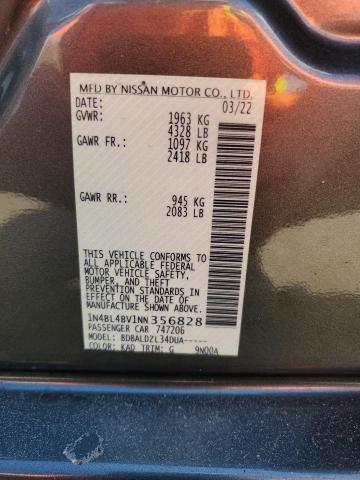 MFD BY NISSAN MOTOR CO., LTD.
DATE: 03/22
GVWR: 1963 KG
4328 LB
GAWR FR.: 1097 KG
2418 LB
GAWR RR.: 945 KG
2083 LB
THIS VEHICLE CONFORMS TO
ALL APPLICABLE FEDERAL
MOTOR VEHICLE SAFETY,
BUMPER, AND THEFT
PREVENTION STANDARDS IN
EFFECT ON THE DATE OF
MANUFACTURE SHOWN ABOVE.
1N4BL4BV1NN356828
PASSENGER CAR 747206
MODEL: BDBALDZL34DUA-----
COLOR: KAD TRIM: G 9N00A